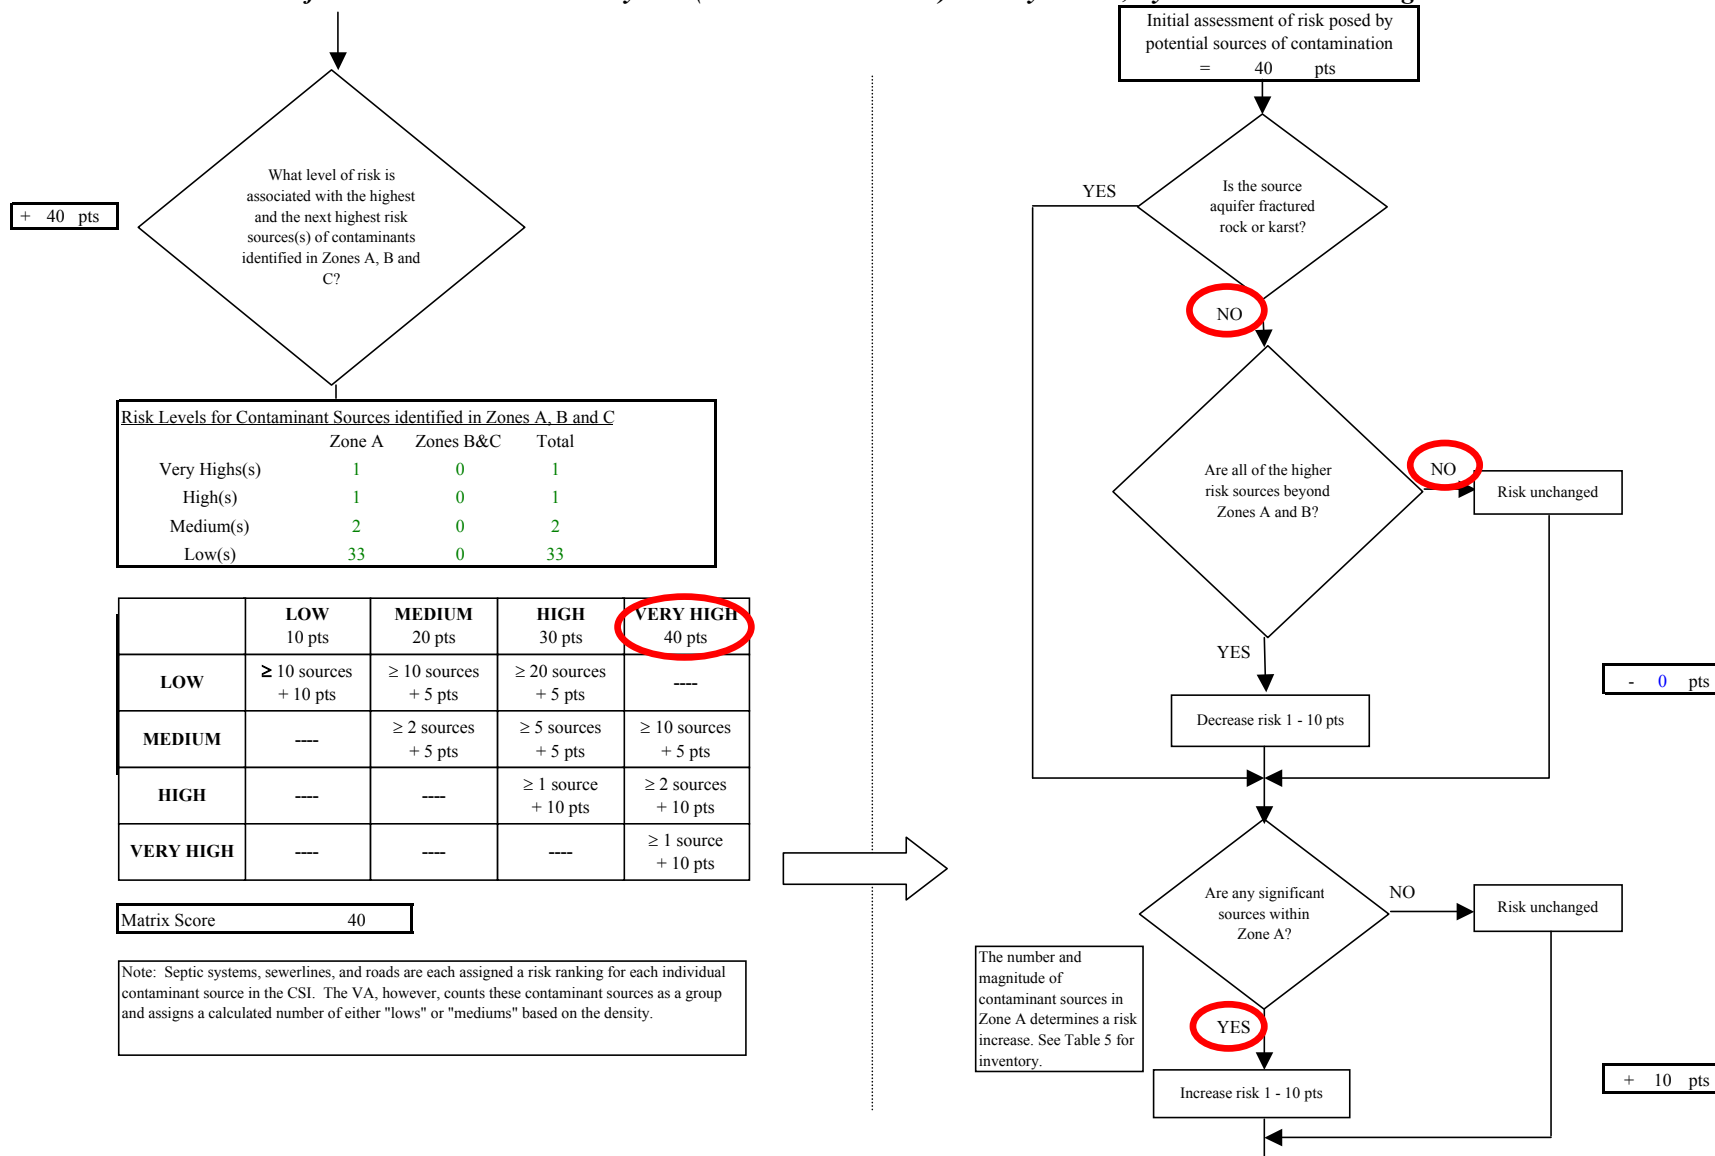 + 40 pts
What level of risk is
associated with the highest
and the next highest risk
sources(s) of contaminants
identified in Zones A, B and
C?
Risk Levels for Contaminant Sources identified in Zones A, B and C
Zone A Zones B&C Total
Very Highs(s) 1 0 1
High(s) 1 0 1
Medium(s) 2 0 2
Low(s) 33 0 33
LOW MEDIUM HIGH VERY HIGH
10 pts 20 pts 30 pts 40 pts
LOW ≥ 10 sources ≥ 10 sources ≥ 20 sources ----
+ 10 pts + 5 pts + 5 pts
MEDIUM ---- ≥ 2 sources ≥ 5 sources ≥ 10 sources
+ 5 pts + 5 pts + 5 pts
HIGH ---- ---- ≥ 1 source ≥ 2 sources
+ 10 pts + 10 pts
VERY HIGH ---- ---- ---- ≥ 1 source
+ 10 pts
Matrix Score 40
Note: Septic systems, sewerlines, and roads are each assigned a risk ranking for each individual
contaminant source in the CSI. The VA, however, counts these contaminant sources as a group
and assigns a calculated number of either "lows" or "mediums" based on the density.
Initial assessment of risk posed by
potential sources of contamination
= 40 pts
Is the source
aquifer fractured
rock or karst?
YES
NO
Are all of the higher
risk sources beyond
Zones A and B?
NO
Risk unchanged
YES
- 0 pts
Decrease risk 1 - 10 pts
Are any significant
sources within
Zone A?
NO
Risk unchanged
The number and
magnitude of
contaminant sources in
Zone A determines a risk
increase. See Table 5 for
inventory.
YES
Increase risk 1 - 10 pts
+ 10 pts